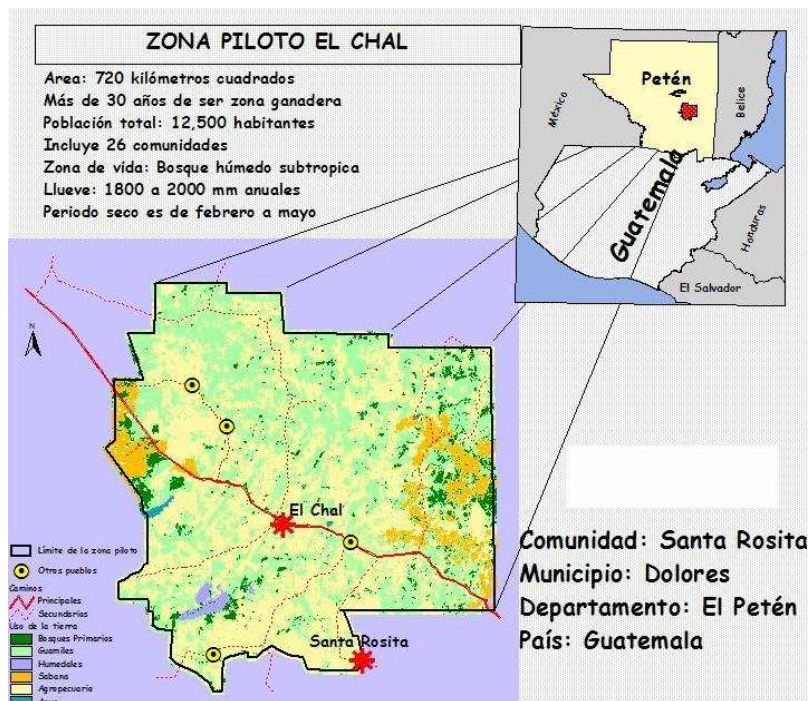 ZONA PILOTO EL CHAL
Area: 720 kilómetros cuadrados
Más de 30 años de ser zona ganadera
Población total: 12,500 habitantes
Incluye 26 comunidades
Zona de vida: Bosque húmedo subtropica
Llueve: 1800 a 2000 mm anuales
Periodo seco es de febrero a mayo
Petén
México
Belice
Guatemala
Honduras
El Salvador
N
El Chal
Santa Rosita
Límite de la zona piloto
Otros pueblos
Caminos
Principales
Secundarios
Uso de la tierra
Bosques Primarios
Guamiles
Humedales
Sabana
Agropecuario
Agua
Comunidad: Santa Rosita
Municipio: Dolores
Departamento: El Petén
País: Guatemala